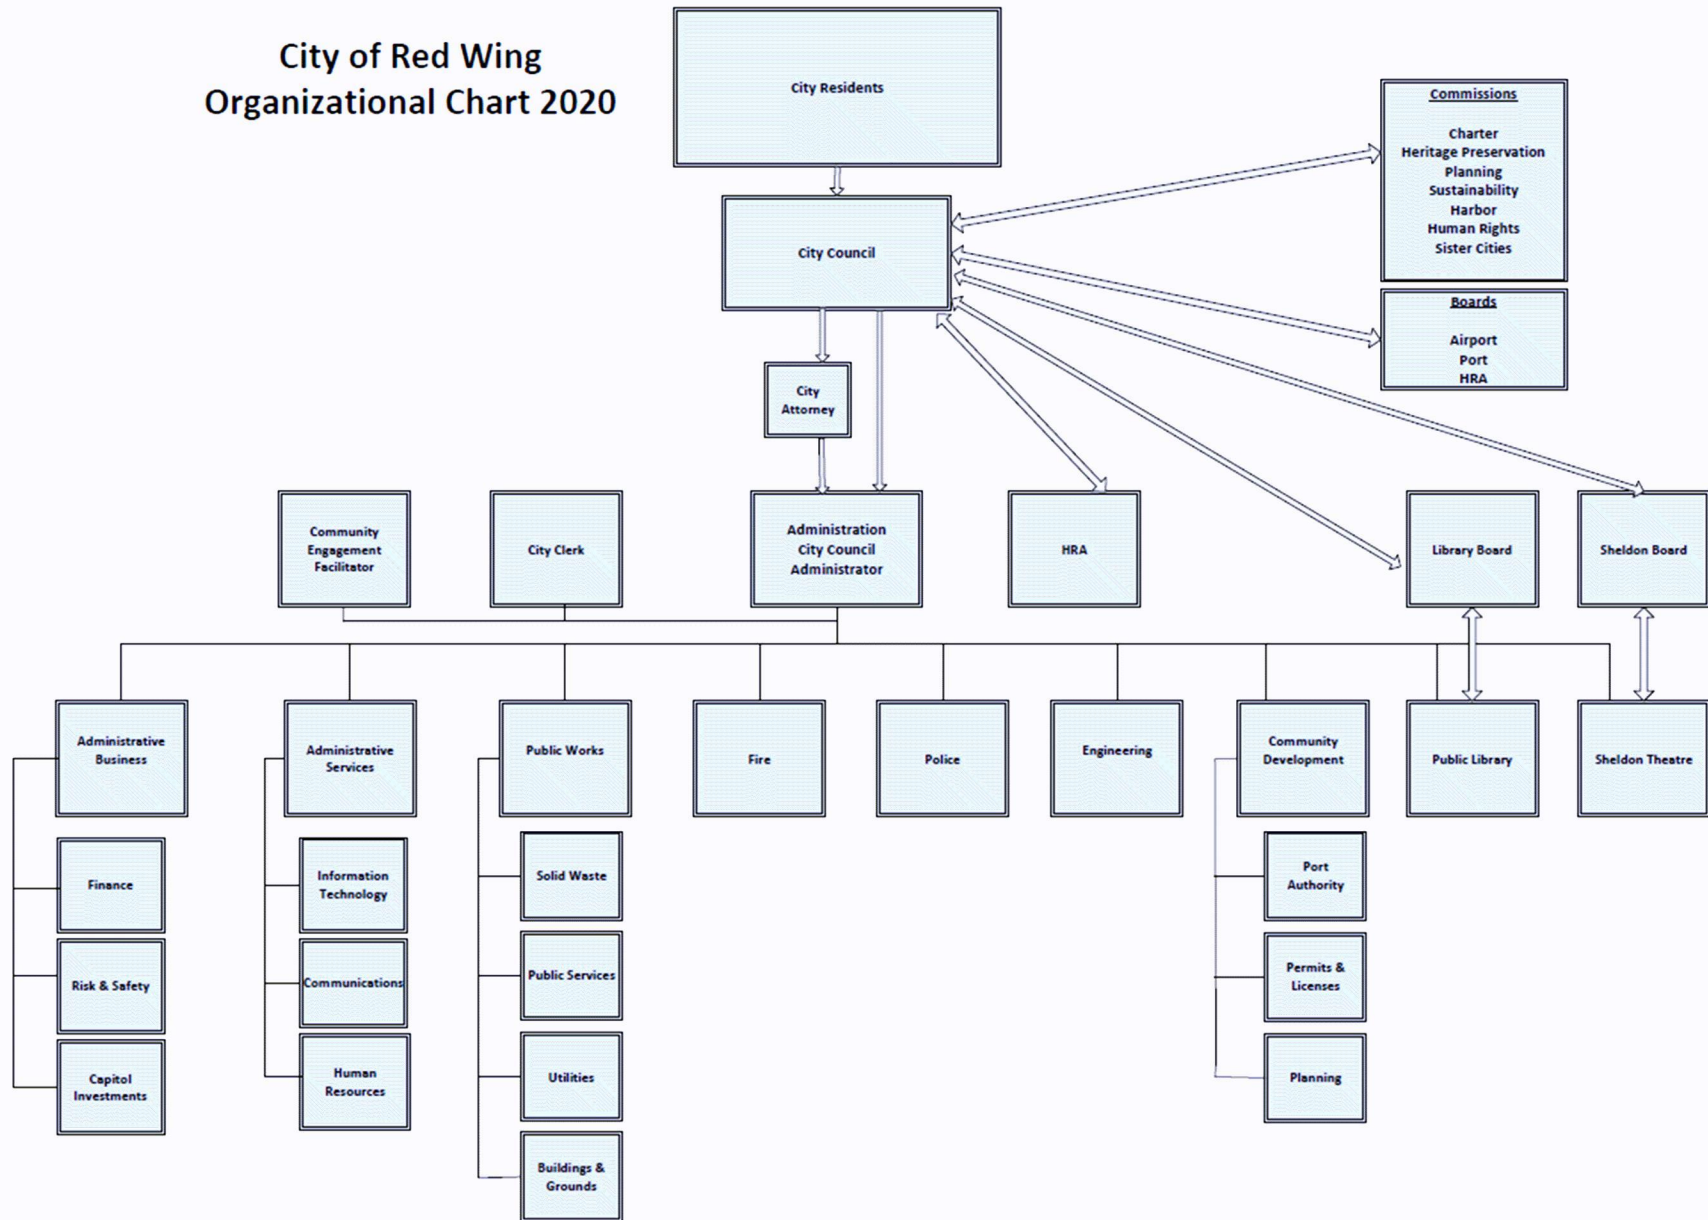 City of Red Wing
Organizational Chart 2020
City Residents
Commissions
Charter
Heritage Preservation
Planning
Sustainability
Harbor
Human Rights
Sister Cities
City Council
Boards
Airport
Port
HRA
City
Attorney
Community
Engagement
Facilitator
City Clerk
Administration
City Council
Administrator
HRA
Library Board
Sheldon Board
Administrative
Business
Administrative
Services
Public Works
Fire
Police
Engineering
Community
Development
Public Library
Sheldon Theatre
Finance
Risk & Safety
Capitol
Investments
Information
Technology
Communications
Human
Resources
Solid Waste
Public Services
Utilities
Buildings &
Grounds
Port
Authority
Permits &
Licenses
Planning